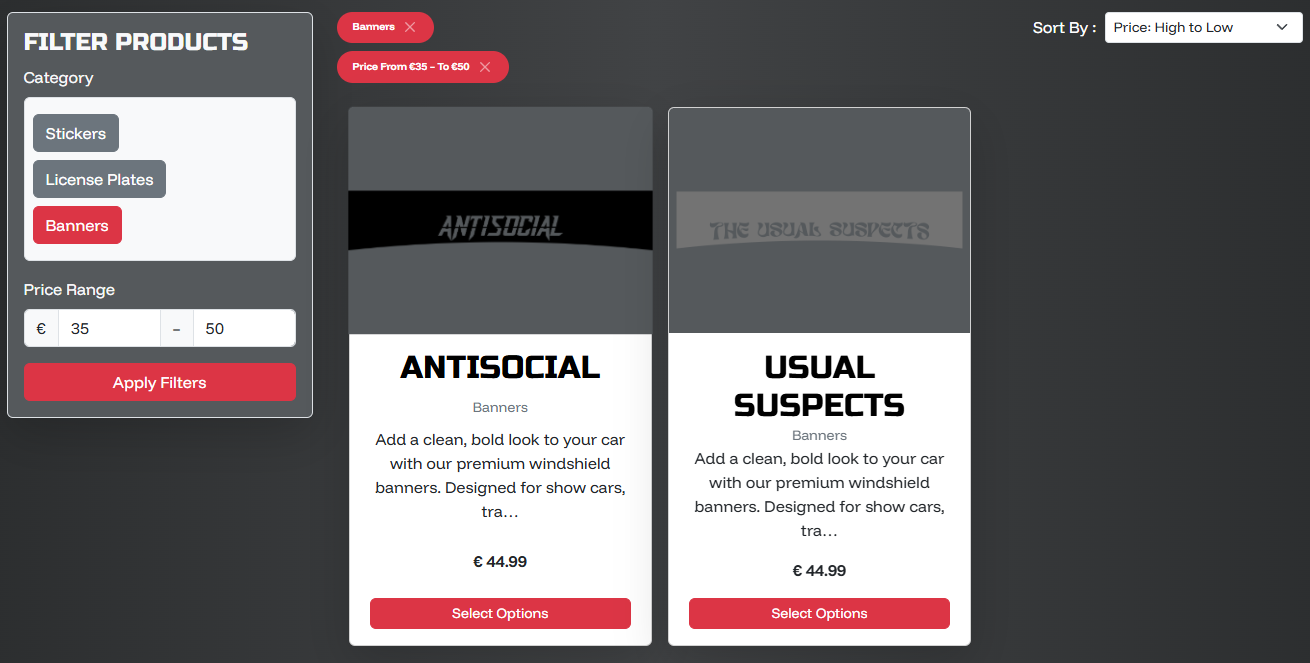 FILTER PRODUCTS
Category
Stickers
License Plates
Banners
Price Range
€ 35 – 50
Apply Filters
Banners
Price From €35 – To €50
Sort By : Price: High to Low
ANTISOCIAL
ANTISOCIAL
Banners
Add a clean, bold look to your car
with our premium windshield
banners. Designed for show cars,
tra…
€ 44.99
Select Options
THE USUAL SUSPECTS
USUAL
SUSPECTS
Banners
Add a clean, bold look to your car
with our premium windshield
banners. Designed for show cars,
tra…
€ 44.99
Select Options